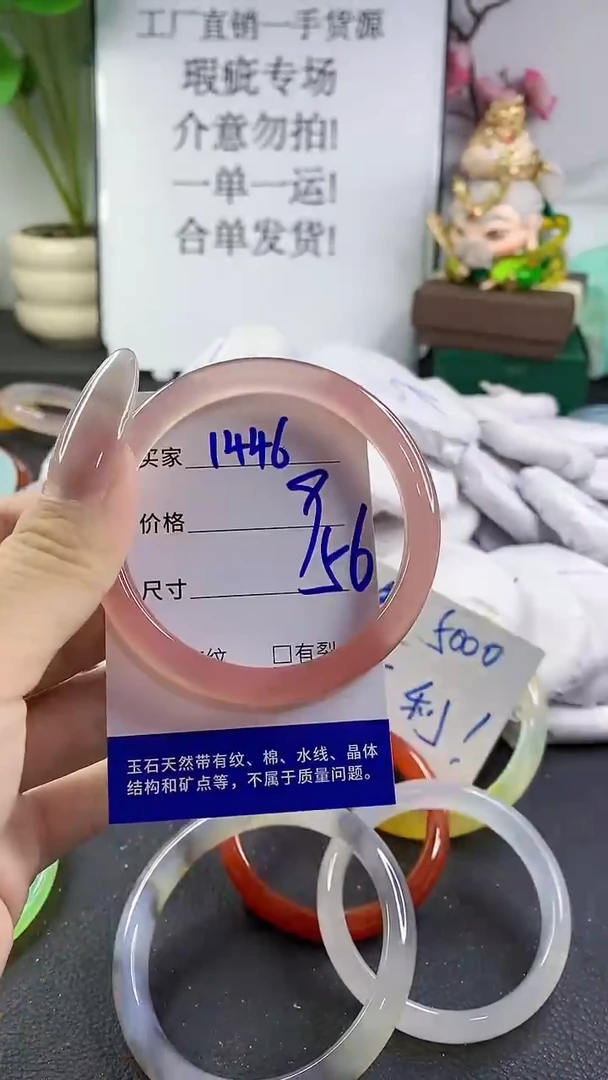 工厂直销一手货源
瑕疵专场
介意勿拍!
一单一运!
合单发货!
买家 1446
价格
尺寸 56
纹 □有裂
5000
利!
玉石天然带有纹、棉、水线、晶体
结构和矿点等，不属于质量问题。